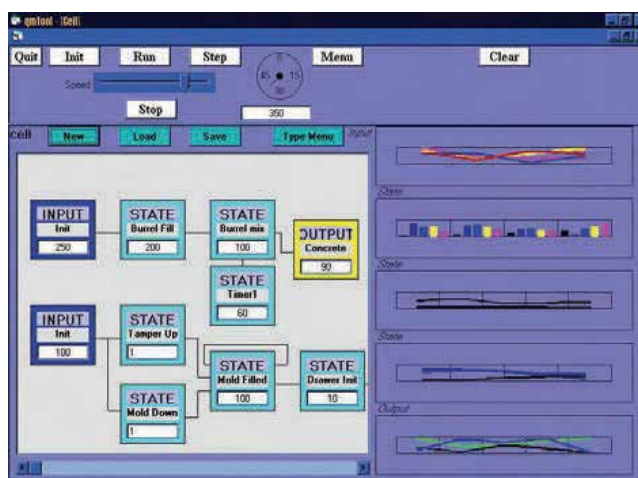 qmtool - [Cell]
Quit Init Run Step Menu Clear
0
Speed 45 15
30
Stop 350
cell New Load Save Type Menu Input
INPUT STATE STATE
Init Burrel Fill Burrel mix OUTPUT
250 200 100 Concrete
90
STATE
Timer1
60
State
INPUT STATE
Init Tamper Up
100 1
STATE STATE
Mold Filled Drawer Init
100 10
STATE
Mold Down
1
State
State
Output